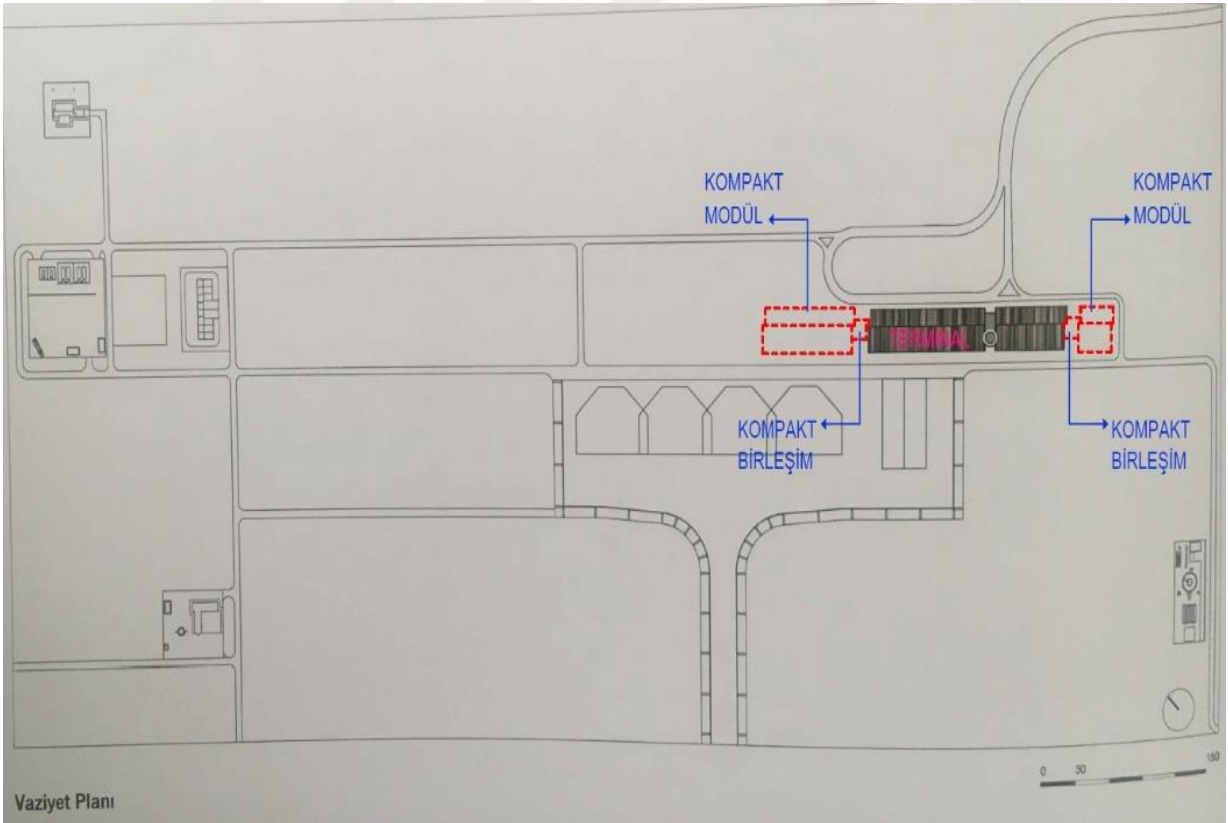 KOMPAKT
MODÜL
KOMPAKT
MODÜL
TERMINAL
KOMPAKT
BİRLEŞİM
KOMPAKT
BİRLEŞİM
0 30 150
Vaziyet Planı